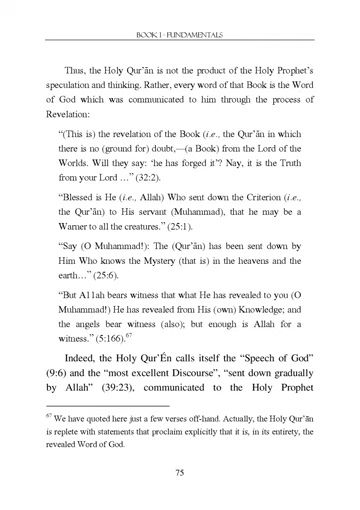 BOOK I - FUNDAMENTALS
Thus, the Holy Qur'ān is not the product of the Holy Prophet's
speculation and thinking. Rather, every word of that Book is the Word
of God which was communicated to him through the process of
Revelation:
“(This is) the revelation of the Book (i.e., the Qur'ān in which
there is no (ground for) doubt,—(a Book) from the Lord of the
Worlds. Will they say: ‘he has forged it’? Nay, it is the Truth
from your Lord …” (32:2).
“Blessed is He (i.e., Allah) Who sent down the Criterion (i.e.,
the Qur'ān) to His servant (Muhammad), that he may be a
Warner to all the creatures.” (25:1).
“Say (O Muhammad!): The (Qur'ān) has been sent down by
Him Who knows the Mystery (that is) in the heavens and the
earth…” (25:6).
“But A11ah bears witness that what He has revealed to you (O
Muhammad!) He has revealed from His (own) Knowledge; and
the angels bear witness (also); but enough is Allah for a
witness.” (5:166).67
Indeed, the Holy Qur'Én calls itself the “Speech of God”
(9:6) and the “most excellent Discourse”, “sent down gradually
by Allah” (39:23), communicated to the Holy Prophet
67 We have quoted here just a few verses off-hand. Actually, the Holy Qur'ān
is replete with statements that proclaim explicitly that it is, in its entirety, the
revealed Word of God.
75